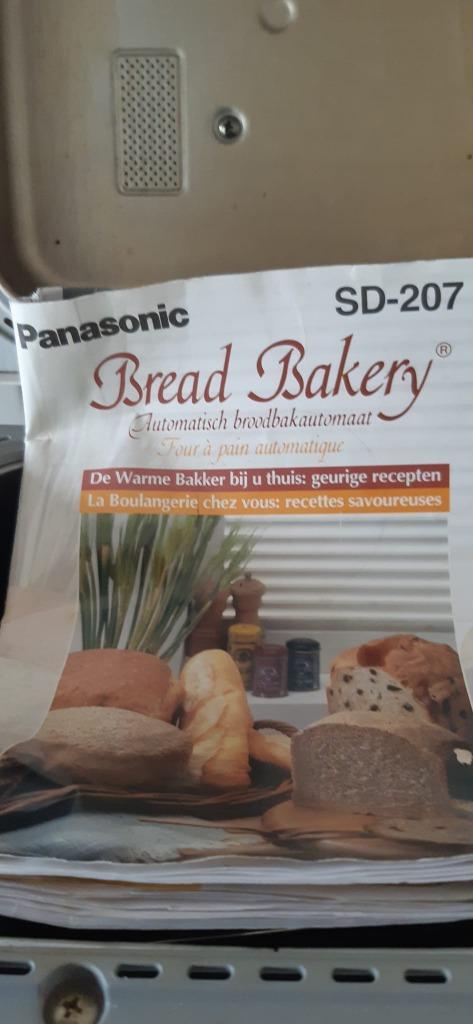 Panasonic
SD-207
Bread Bakery®
Automatisch broodbakautomaat
Four à pain automatique
De Warme Bakker bij u thuis: geurige recepten
La Boulangerie chez vous: recettes savoureuses